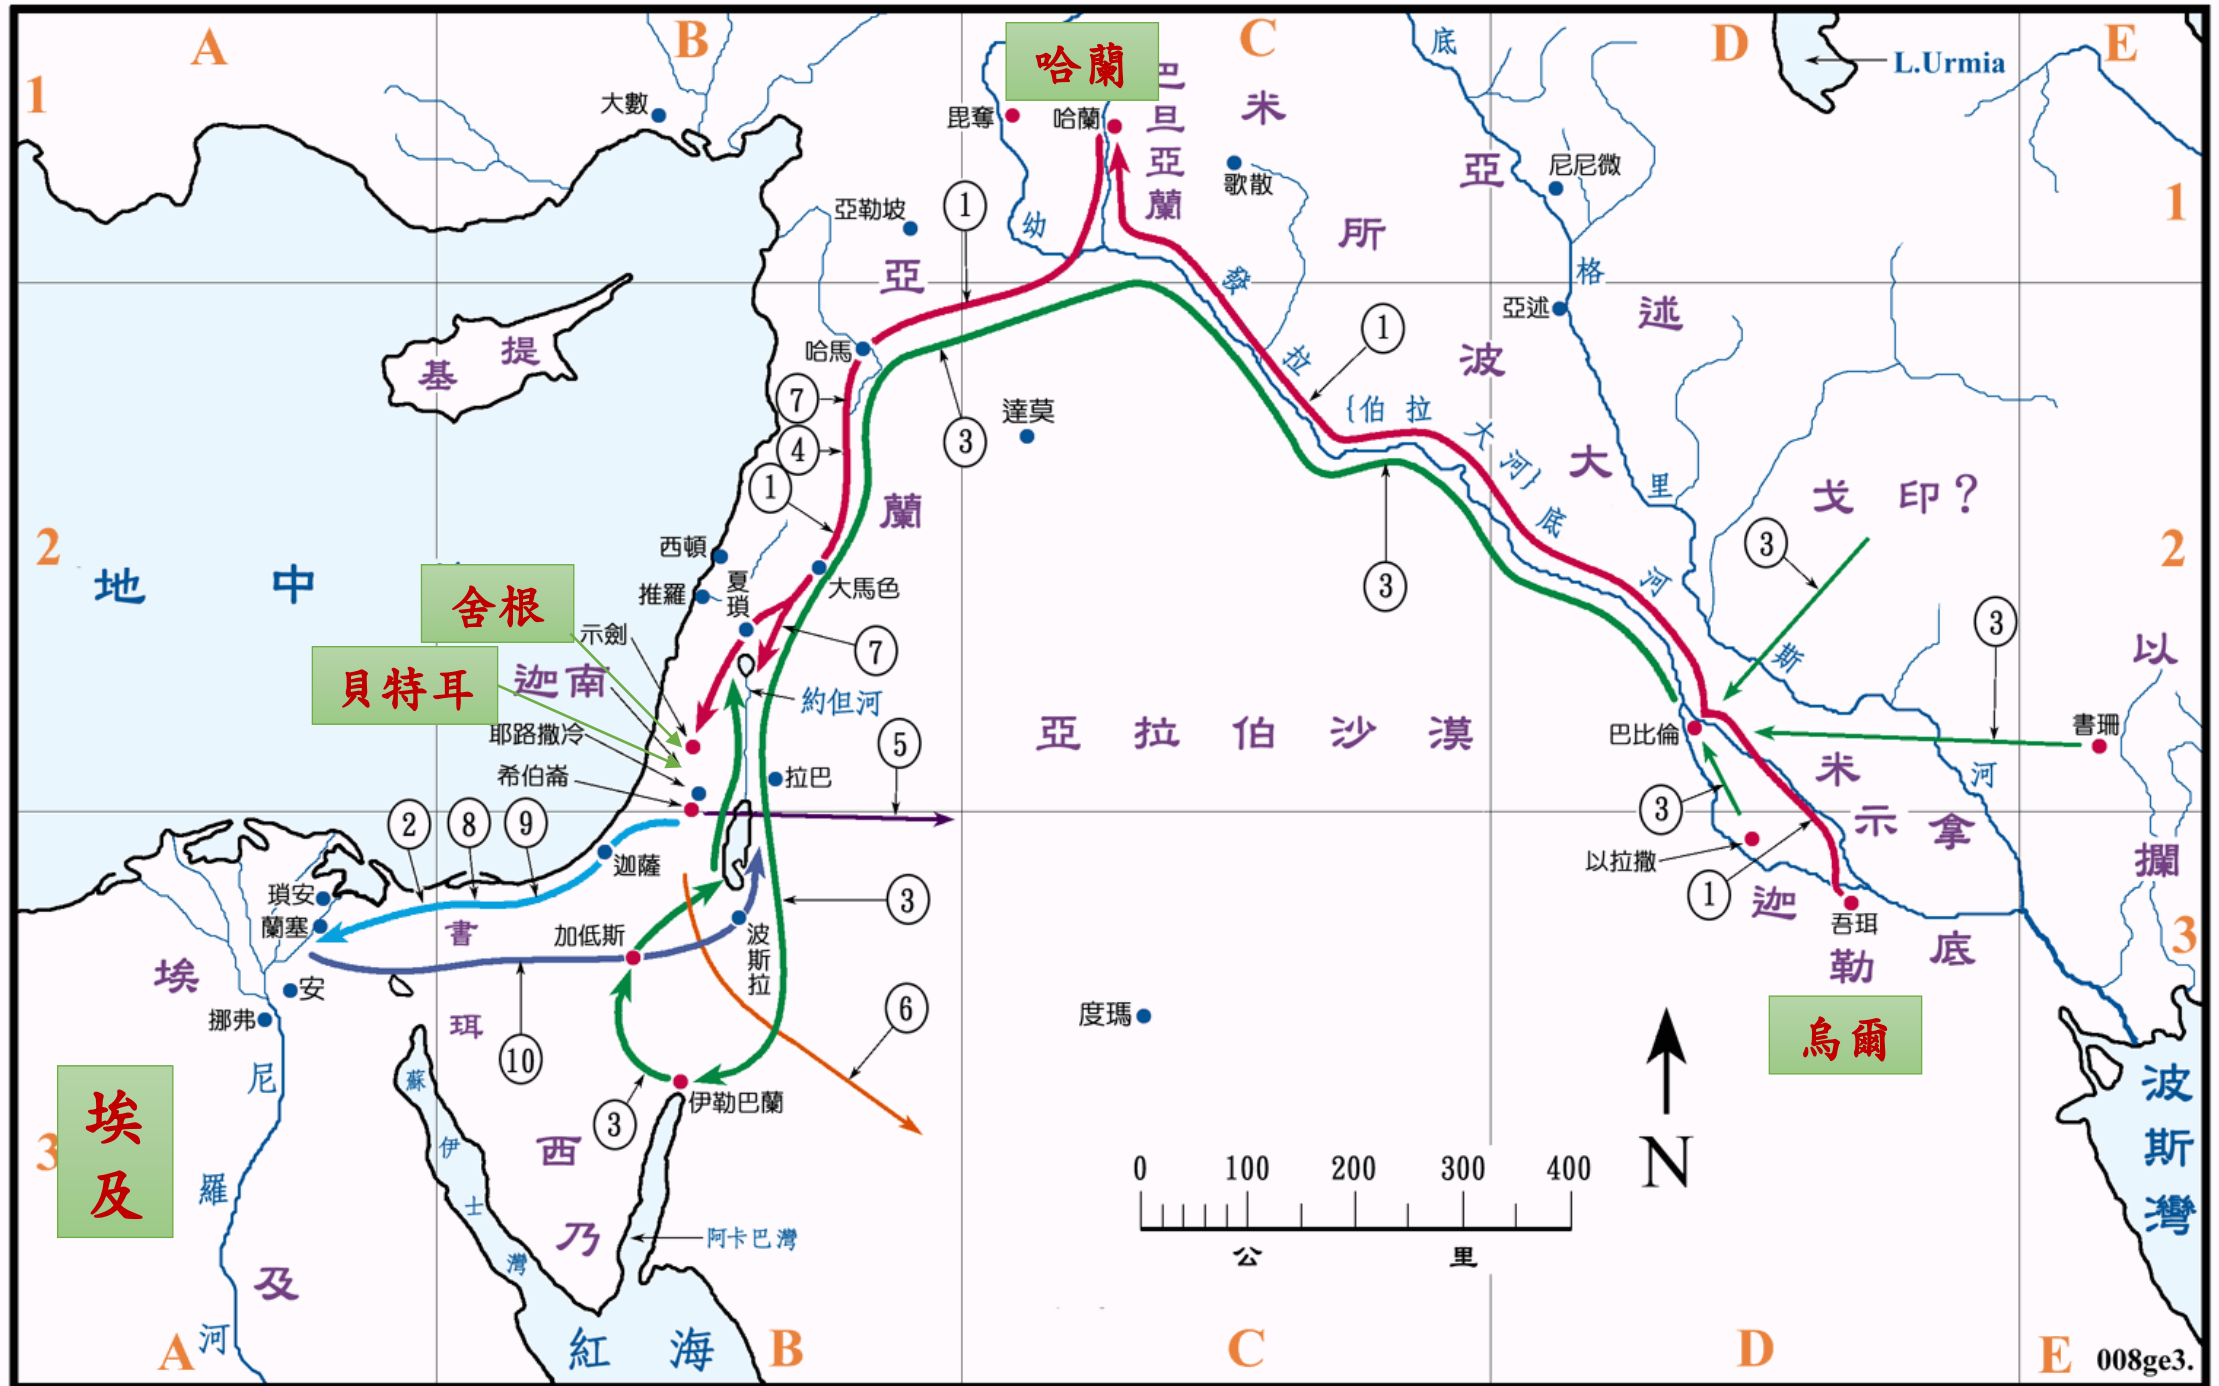 A
B
C
D
E
1
1
2
2
3
3
A
B
C
D
E
哈蘭
舍根
貝特耳
烏爾
埃及
L.Urmia
大數
毘奪
哈蘭
巴旦亞蘭
米所波大米
歌散
亞述
尼尼微
亞述
底格里斯河
幼發拉底河
{伯拉大河}
亞勒坡
亞蘭
哈馬
達莫
基提
地中
西頓
推羅
夏瑣
大馬色
示劍
迦南
約但河
耶路撒冷
希伯崙
拉巴
亞拉伯沙漠
戈印?
以攔
書珊
巴比倫
示拿
以拉撒
迦勒底
吾珥
迦薩
瑣安
蘭塞
書珥
加低斯
波斯拉
安
挪弗
埃及
尼羅河
蘇伊士灣
伊勒巴蘭
西乃
阿卡巴灣
度瑪
紅海
波斯灣
1
1
1
1
2
8
9
3
3
3
3
3
3
3
4
5
6
7
7
10
N
0 100 200 300 400
公里
008ge3.